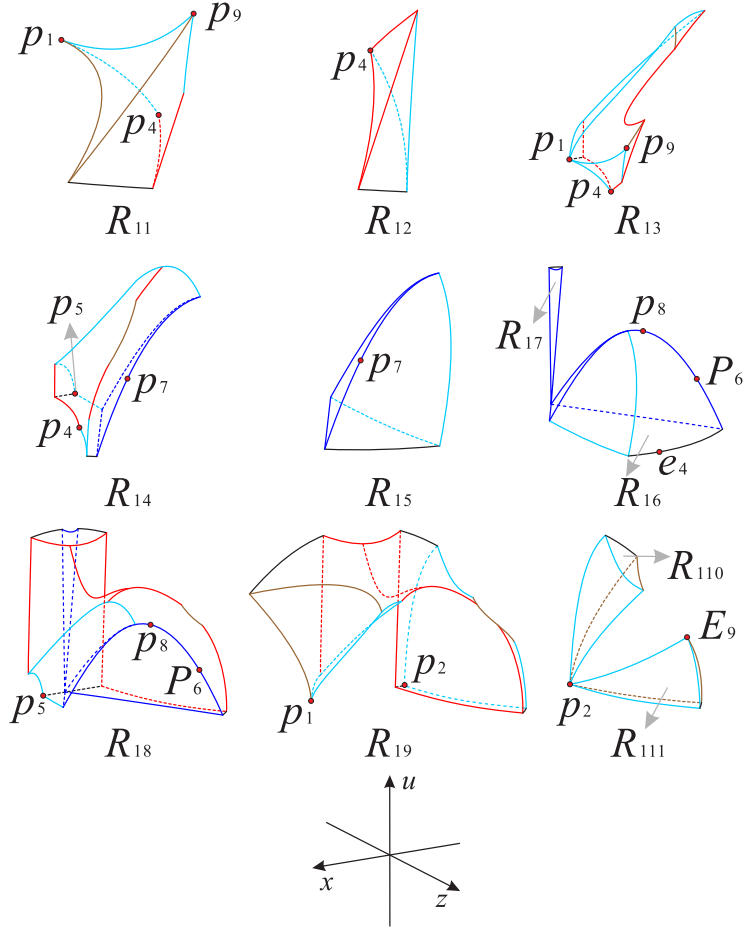 p1 p9 p4 R11
p4 R12
p1 p9 p4 R13
p5 p4 p7 R14
p7 R15
R17 p8 P6 e4 R16
p5 p8 P6 R18
p1 p2 R19
R110 E9 p2 R111
u x z